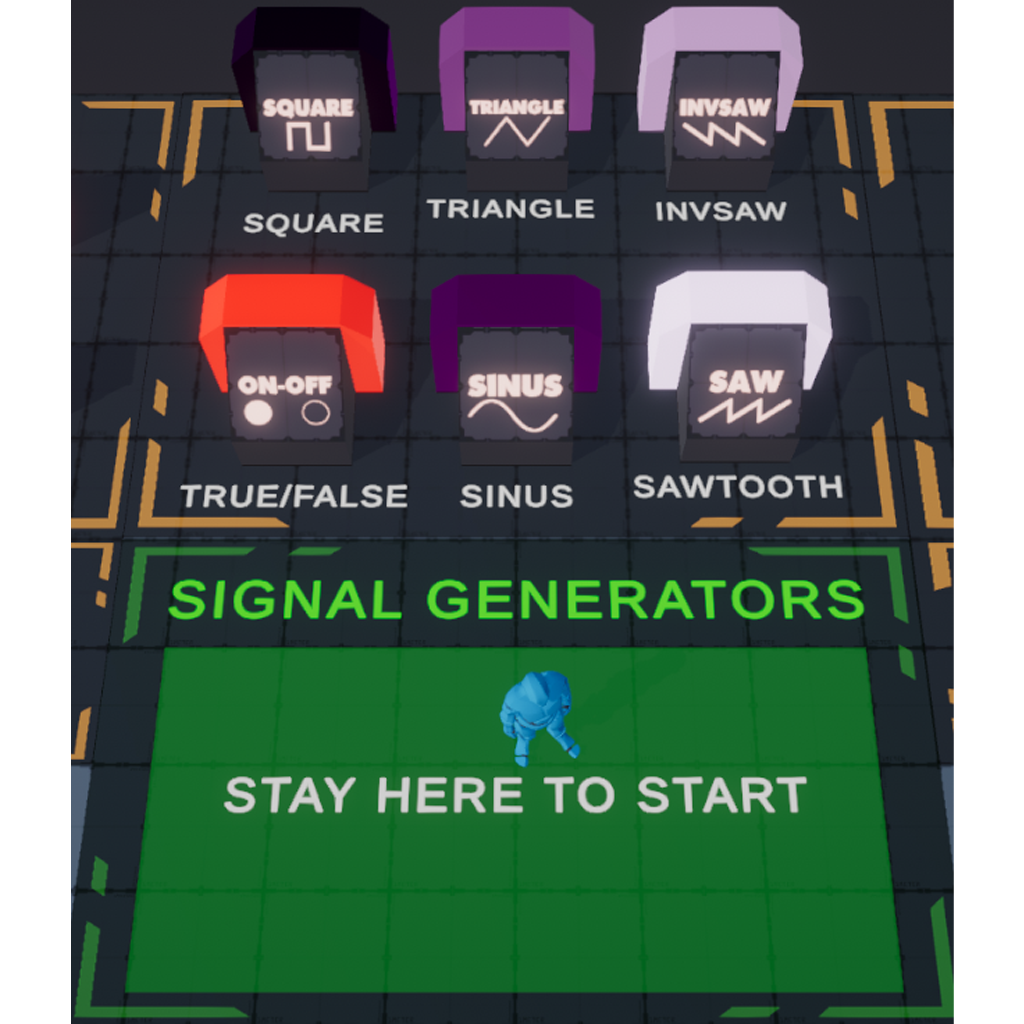 SQUARE
TRIANGLE
INVSAW
SQUARE
TRIANGLE
INVSAW
ON-OFF
SINUS
SAW
TRUE/FALSE
SINUS
SAWTOOTH
SIGNAL GENERATORS
STAY HERE TO START